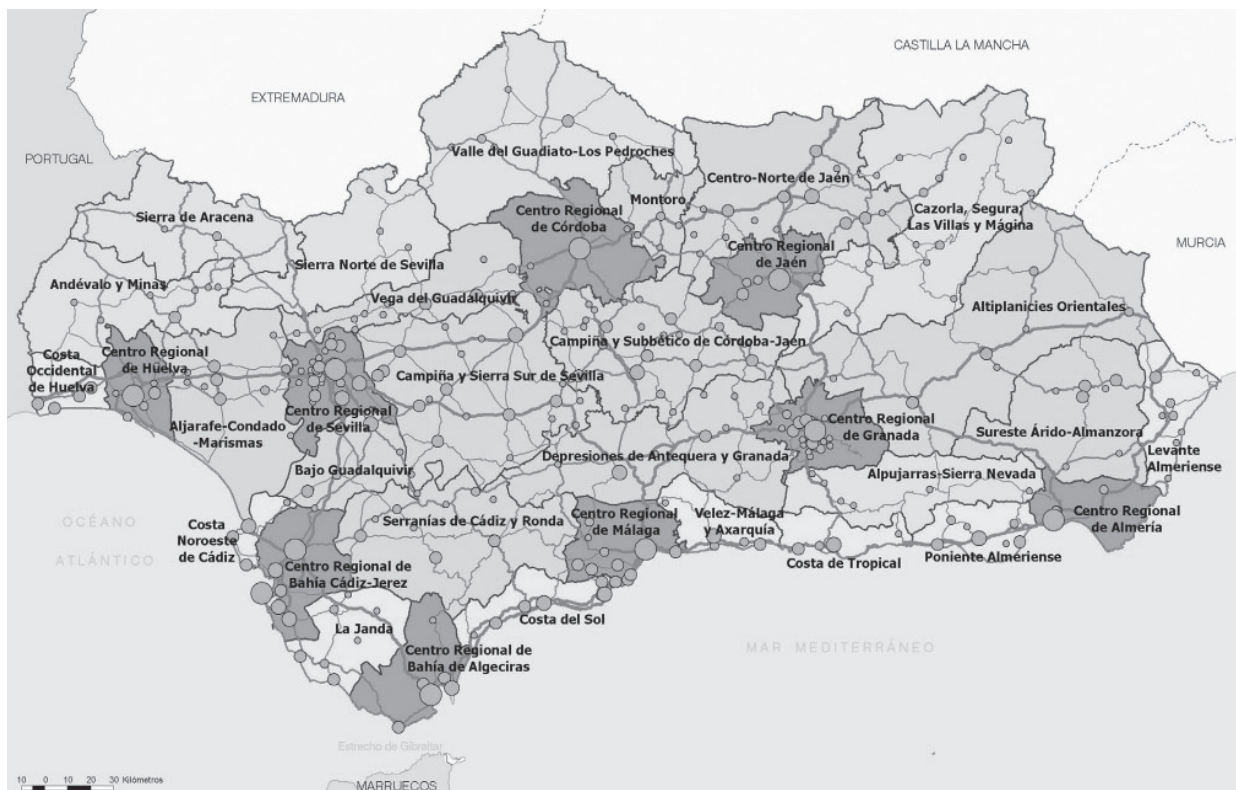 CASTILLA LA MANCHA
EXTREMADURA
PORTUGAL
MURCIA
Valle del Guadiato-Los Pedroches
Centro-Norte de Jaén
Montoro
Centro Regional
de Córdoba
Cazorla, Segura,
Las Villas y Mágina
Sierra de Aracena
Centro Regional
de Jaén
Sierra Norte de Sevilla
Andévalo y Minas
Vega del Guadalquivir
Altiplanicies Orientales
Costa
Occidental
de Huelva
Centro Regional
de Huelva
Campiña y Subbético de Córdoba-Jaén
Campiña y Sierra Sur de Sevilla
Centro Regional
de Sevilla
Aljarafe-Condado
-Marismas
Centro Regional
de Granada
Sureste Árido-Almanzora
Levante
Almeriense
Bajo Guadalquivir
Depresiones de Antequera y Granada
Alpujarras-Sierra Nevada
OCÉANO
ATLÁNTICO
Costa
Noroeste
de Cádiz
Serranías de Cádiz y Ronda
Centro Regional
de Málaga
Velez-Málaga
y Axarquía
Centro Regional
de Almería
Costa de Tropical
Poniente Almeriense
Centro Regional de
Bahía Cádiz-Jerez
Costa del Sol
La Janda
Centro Regional de
Bahía de Algeciras
MAR MEDITERRÁNEO
Estrecho de Gibraltar
MARRUECOS
10 0 10 20 30 Kilómetros